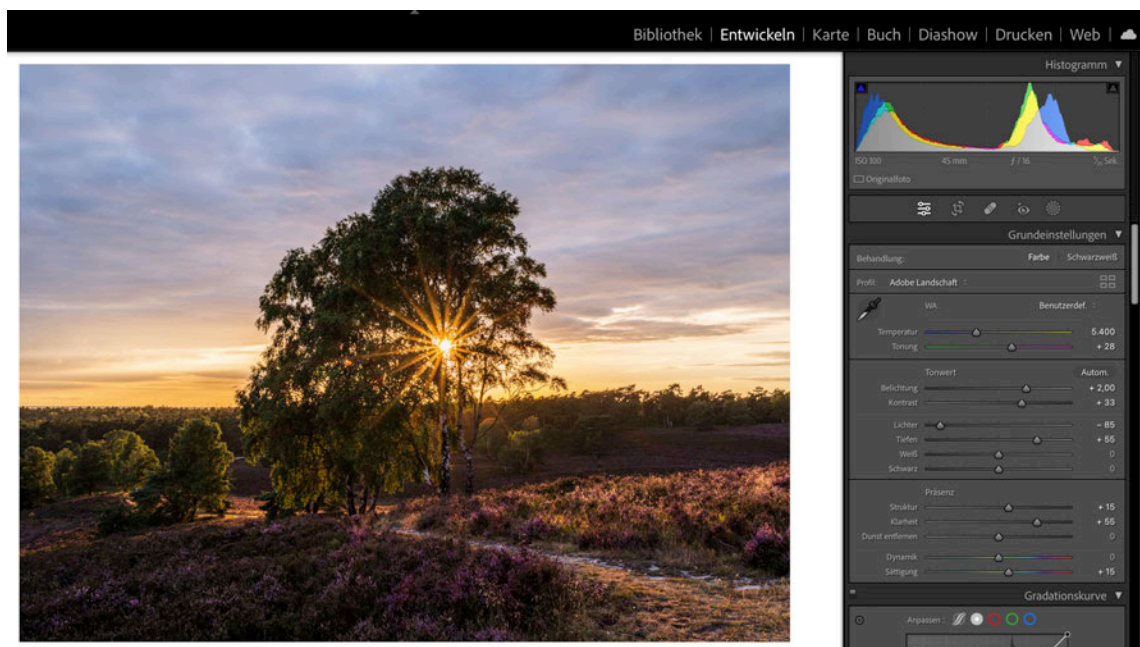 Bibliothek | Entwickeln | Karte | Buch | Diashow | Drucken | Web |
Histogramm
ISO 100 45 mm ƒ / 16 Sek.
Originalfoto
Grundeinstellungen
Behandlung: Farbe Schwarzweiß
Profil: Adobe Landschaft
WA: Benutzerdef.
Temperatur 5.400
Tonung + 28
Tonwert Autom.
Belichtung + 2,00
Kontrast + 33
Lichter − 85
Tiefen + 55
Weiß 0
Schwarz 0
Präsenz
Struktur + 15
Klarheit + 55
Dunst entfernen 0
Dynamik 0
Sättigung + 15
Gradationskurve
Anpassen: